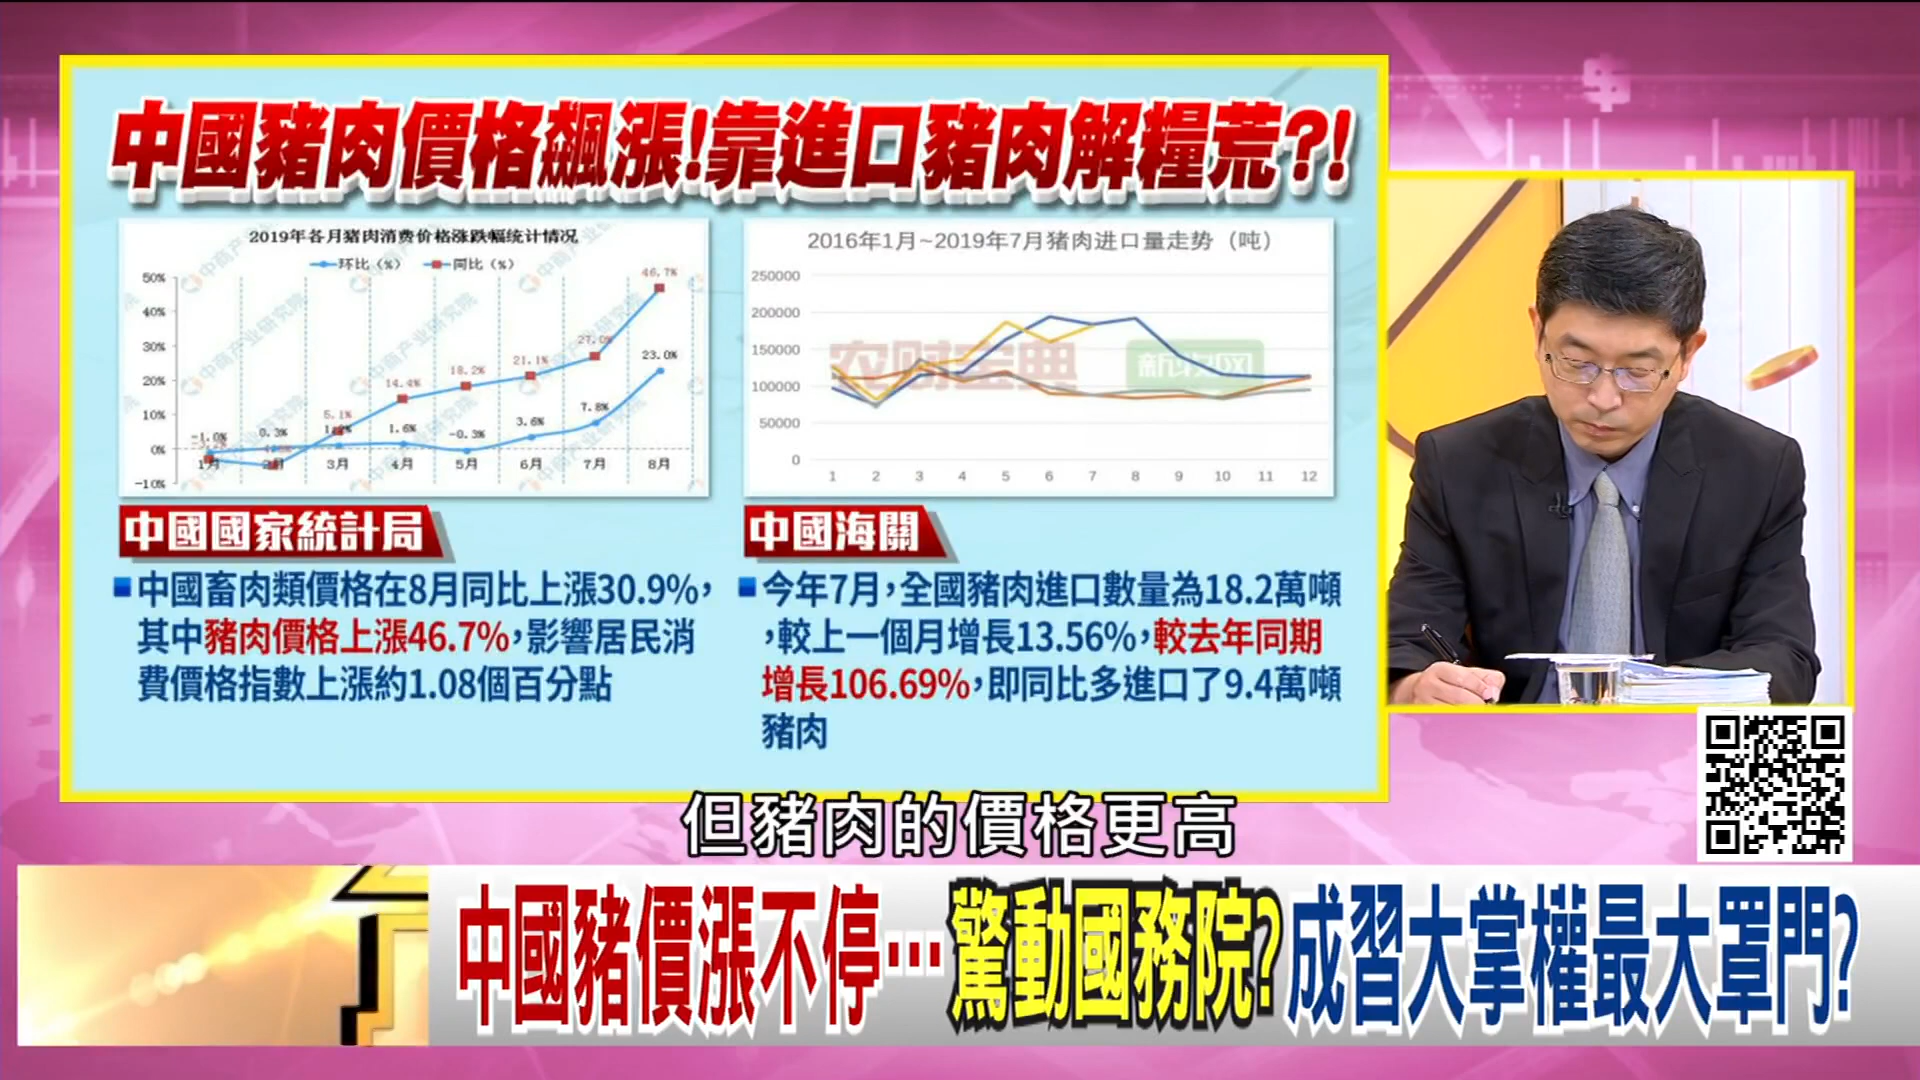 中國豬肉價格飆漲!靠進口豬肉解糧荒?!
2019年各月猪肉消费价格涨跌幅统计情况
环比（%） 同比（%）
50%
40%
30%
20%
10%
0%
-10%
46.7%
27.0%
23.0%
21.1%
18.2%
14.4%
7.8%
5.1%
3.6%
1.6%
-0.3%
0.3%
-1.0%
1月 2月 3月 4月 5月 6月 7月 8月
中商产业研究院
2016年1月~2019年7月猪肉进口量走势（吨）
250000
200000
150000
100000
50000
0
1 2 3 4 5 6 7 8 9 10 11 12
农财宝典
中國國家統計局
中國畜肉類價格在8月同比上漲30.9%，
其中豬肉價格上漲46.7%，影響居民消
費價格指數上漲約1.08個百分點
中國海關
今年7月，全國豬肉進口數量為18.2萬噸
，較上一個月增長13.56%，較去年同期
增長106.69%，即同比多進口了9.4萬噸
豬肉
但豬肉的價格更高
中國豬價漲不停…驚動國務院?成習大掌權最大罩門?